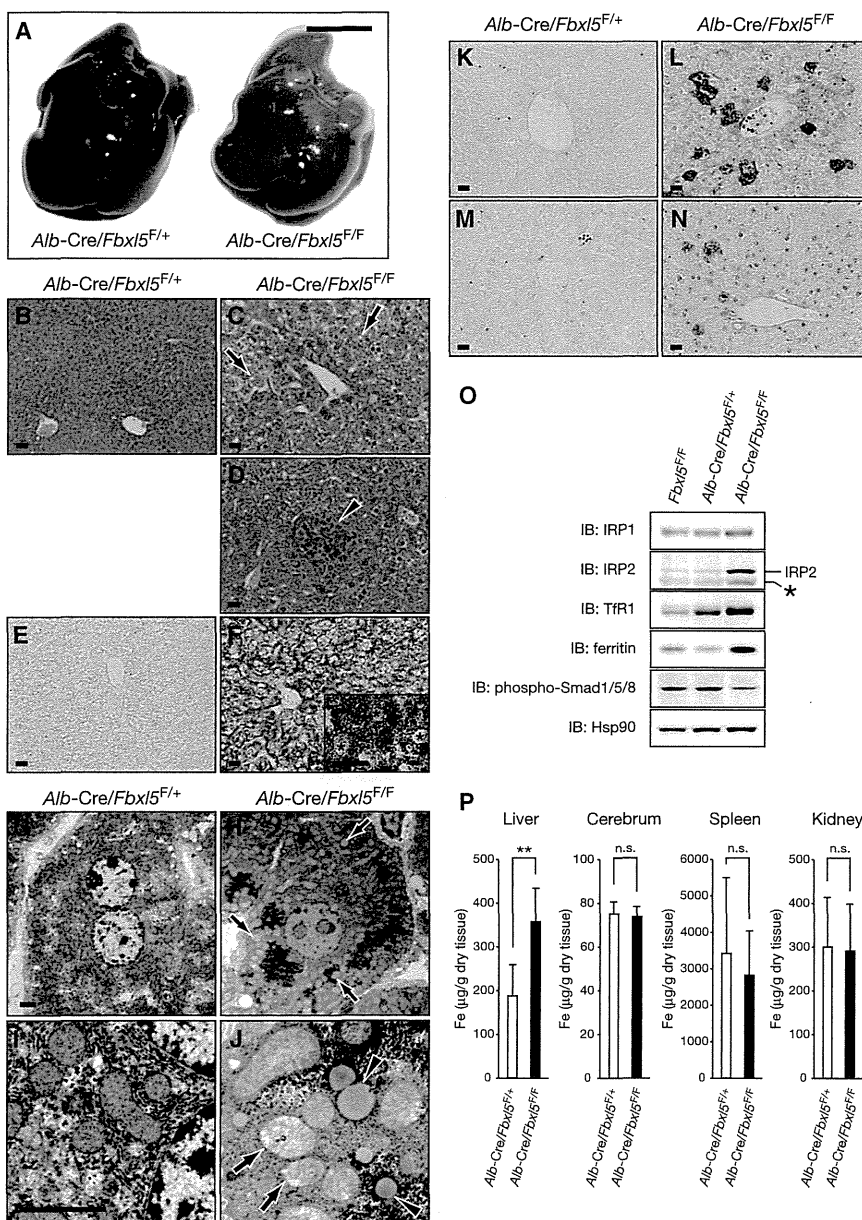 A
Alb-Cre/Fbxl5F/+
Alb-Cre/Fbxl5F/F
Alb-Cre/Fbxl5F/+
Alb-Cre/Fbxl5F/F
B
C
D
E
F
Alb-Cre/Fbxl5F/+
Alb-Cre/Fbxl5F/F
H
I
J
Alb-Cre/Fbxl5F/+
Alb-Cre/Fbxl5F/F
K
L
M
N
O
Fbxl5F/F
Alb-Cre/Fbxl5F/+
Alb-Cre/Fbxl5F/F
IB: IRP1
IB: IRP2
IRP2
*
IB: TfR1
IB: ferritin
IB: phospho-Smad1/5/8
IB: Hsp90
P
Liver
Fe (µg/g dry tissue)
500
400
300
200
100
0
**
Alb-Cre/Fbxl5F/+
Alb-Cre/Fbxl5F/F
Cerebrum
Fe (µg/g dry tissue)
100
80
60
40
20
0
n.s.
Alb-Cre/Fbxl5F/+
Alb-Cre/Fbxl5F/F
Spleen
Fe (µg/g dry tissue)
6000
5000
4000
3000
2000
1000
0
n.s.
Alb-Cre/Fbxl5F/+
Alb-Cre/Fbxl5F/F
Kidney
Fe (µg/g dry tissue)
500
400
300
200
100
0
n.s.
Alb-Cre/Fbxl5F/+
Alb-Cre/Fbxl5F/F